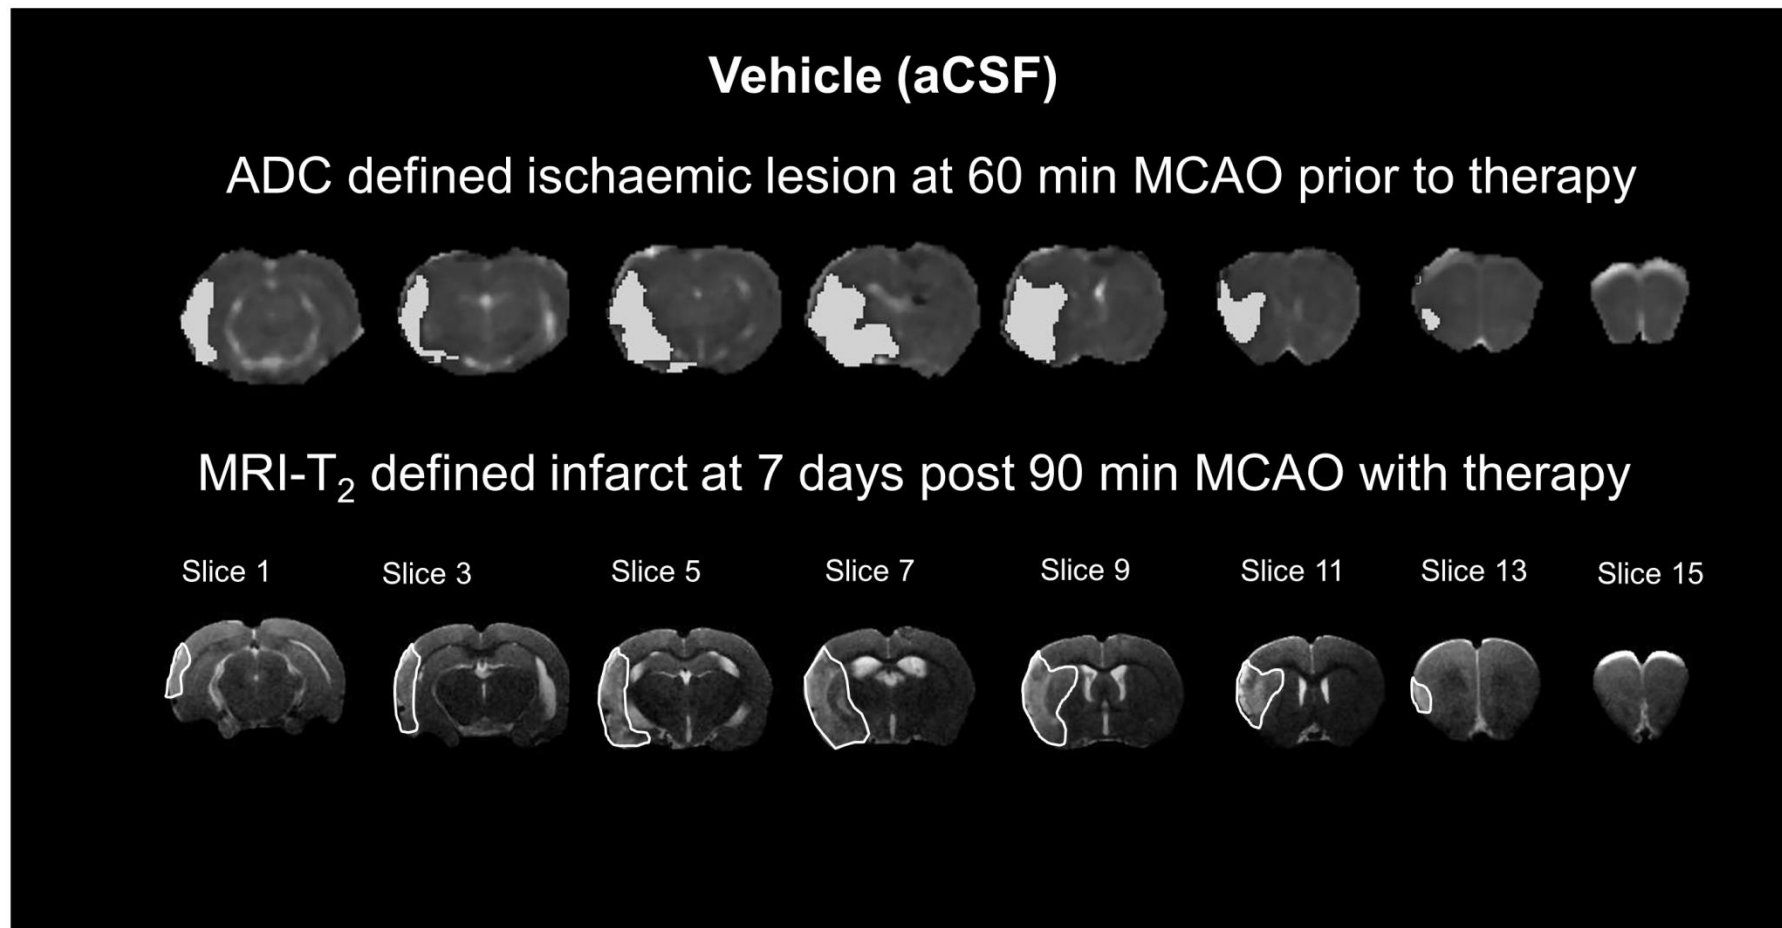 Vehicle (aCSF)
ADC defined ischaemic lesion at 60 min MCAO prior to therapy
MRI-T₂ defined infarct at 7 days post 90 min MCAO with therapy
Slice 1 Slice 3 Slice 5 Slice 7 Slice 9 Slice 11 Slice 13 Slice 15